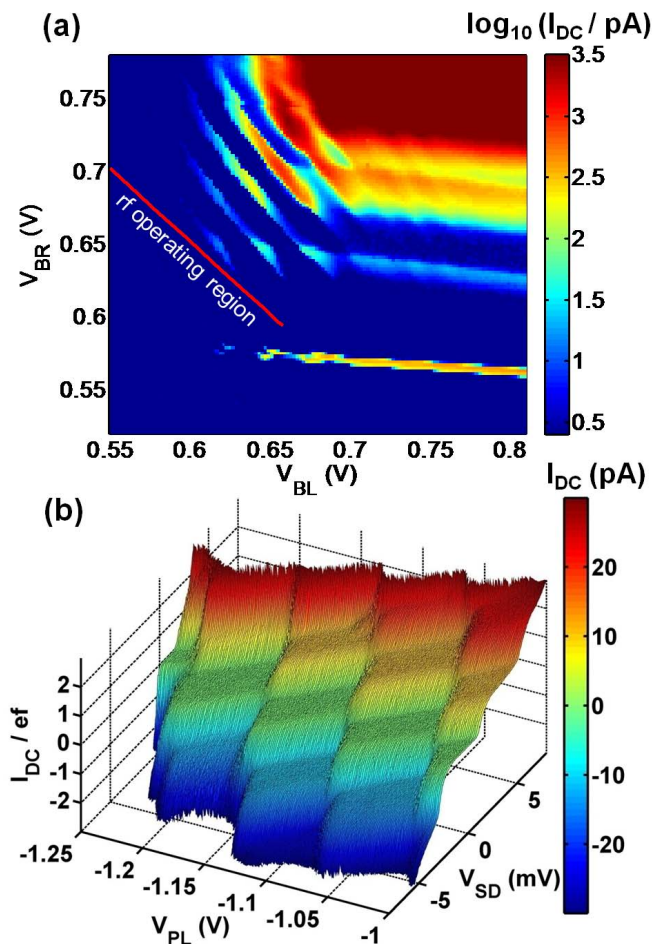 (a)
log10 (IDC / pA)
3.5
3
2.5
2
1.5
1
0.5
0.75
0.7
0.65
0.6
0.55
VBR (V)
rf operating region
0.55 0.6 0.65 0.7 0.75 0.8
VBL (V)
(b)
IDC (pA)
20
10
0
-10
-20
2
1
0
-1
-2
IDC / ef
-1.25
-1.2
-1.15
-1.1
-1.05
-1
VPL (V)
-5
0
5
VSD (mV)